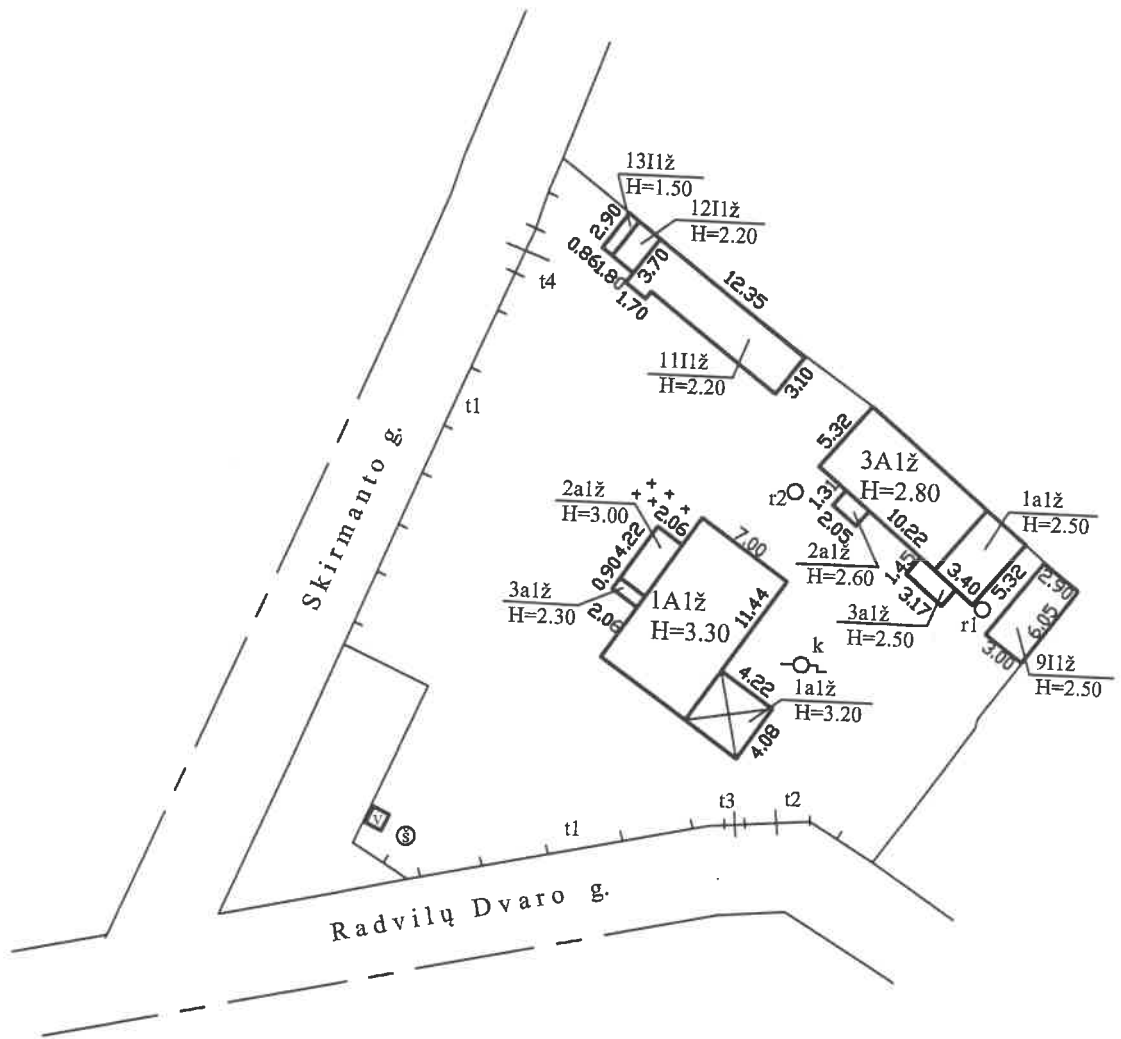 13I1ž
H=1.50
12I1ž
H=2.20
2.90
0.86
1.80
3.70
1.70
12.35
t4
11I1ž
H=2.20
3.10
t1
Skirmanto g.
5.32
3A1ž
H=2.80
r2
1.31
2.05
10.22
2a1ž
H=2.60
1a1ž
H=2.50
2a1ž
H=3.00
2.06
4.22
0.90
3a1ž
H=2.30
2.06
7.00
1A1ž
H=3.30
11.44
1.45
3.17
3.40
5.32
3a1ž
H=2.50
r1
2.90
6.05
3.00
9I1ž
H=2.50
k
4.22
1a1ž
H=3.20
4.08
v
š
t1
t3
t2
Radvilų Dvaro g.